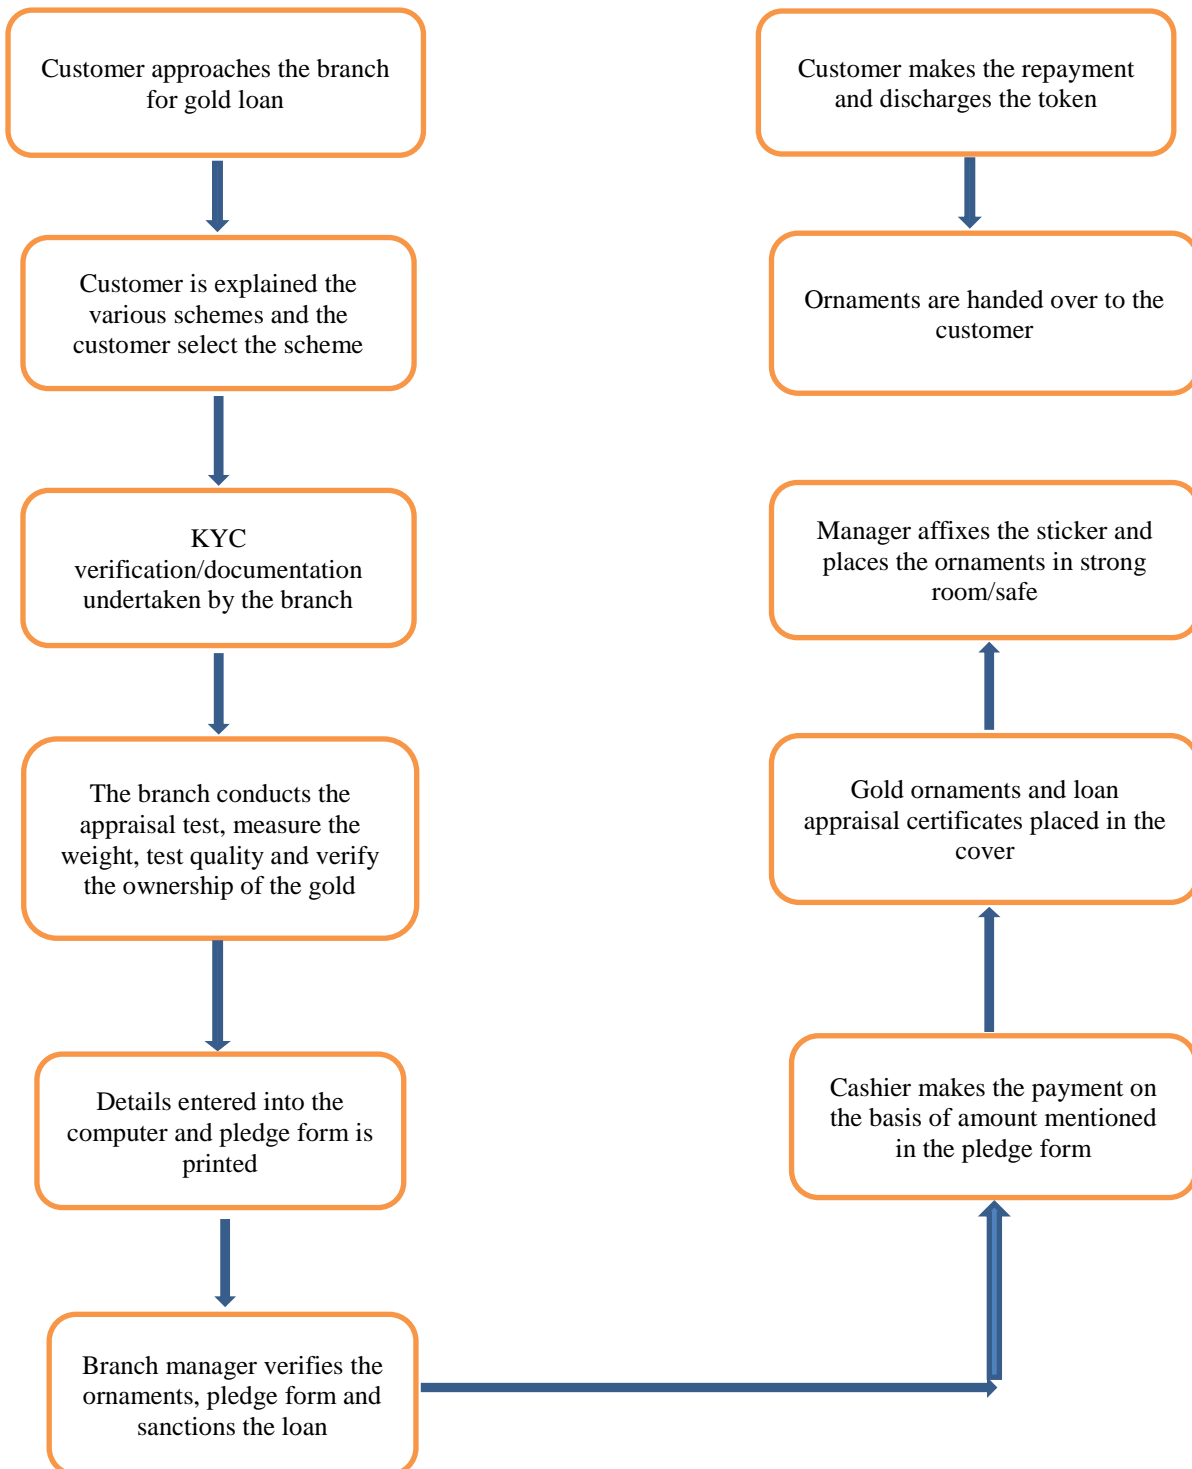 Customer approaches the branch
for gold loan
Customer is explained the
various schemes and the
customer select the scheme
KYC
verification/documentation
undertaken by the branch
The branch conducts the
appraisal test, measure the
weight, test quality and verify
the ownership of the gold
Details entered into the
computer and pledge form is
printed
Branch manager verifies the
ornaments, pledge form and
sanctions the loan
Cashier makes the payment on
the basis of amount mentioned
in the pledge form
Gold ornaments and loan
appraisal certificates placed in the
cover
Manager affixes the sticker and
places the ornaments in strong
room/safe
Customer makes the repayment
and discharges the token
Ornaments are handed over to the
customer